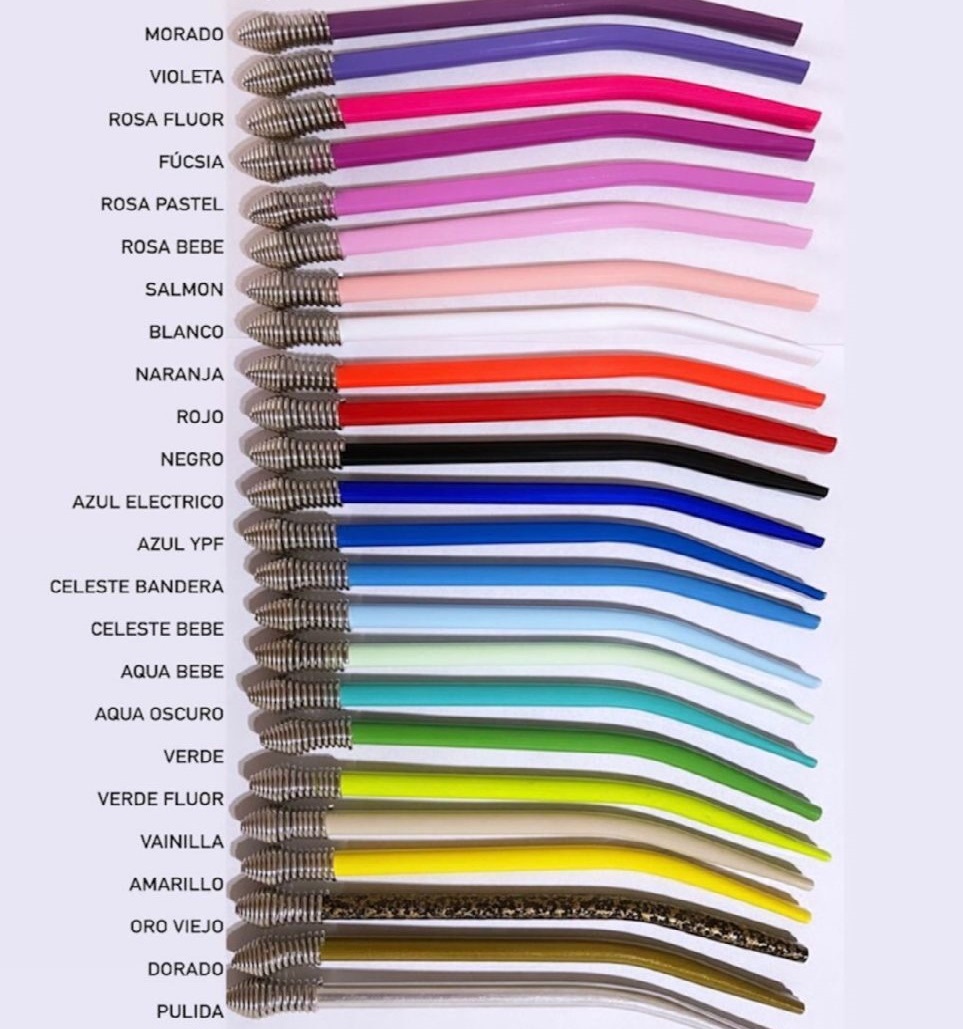 MORADO
VIOLETA
ROSA FLUOR
FÚCSIA
ROSA PASTEL
ROSA BEBE
SALMON
BLANCO
NARANJA
ROJO
NEGRO
AZUL ELECTRICO
AZUL YPF
CELESTE BANDERA
CELESTE BEBE
AQUA BEBE
AQUA OSCURO
VERDE
VERDE FLUOR
VAINILLA
AMARILLO
ORO VIEJO
DORADO
PULIDA